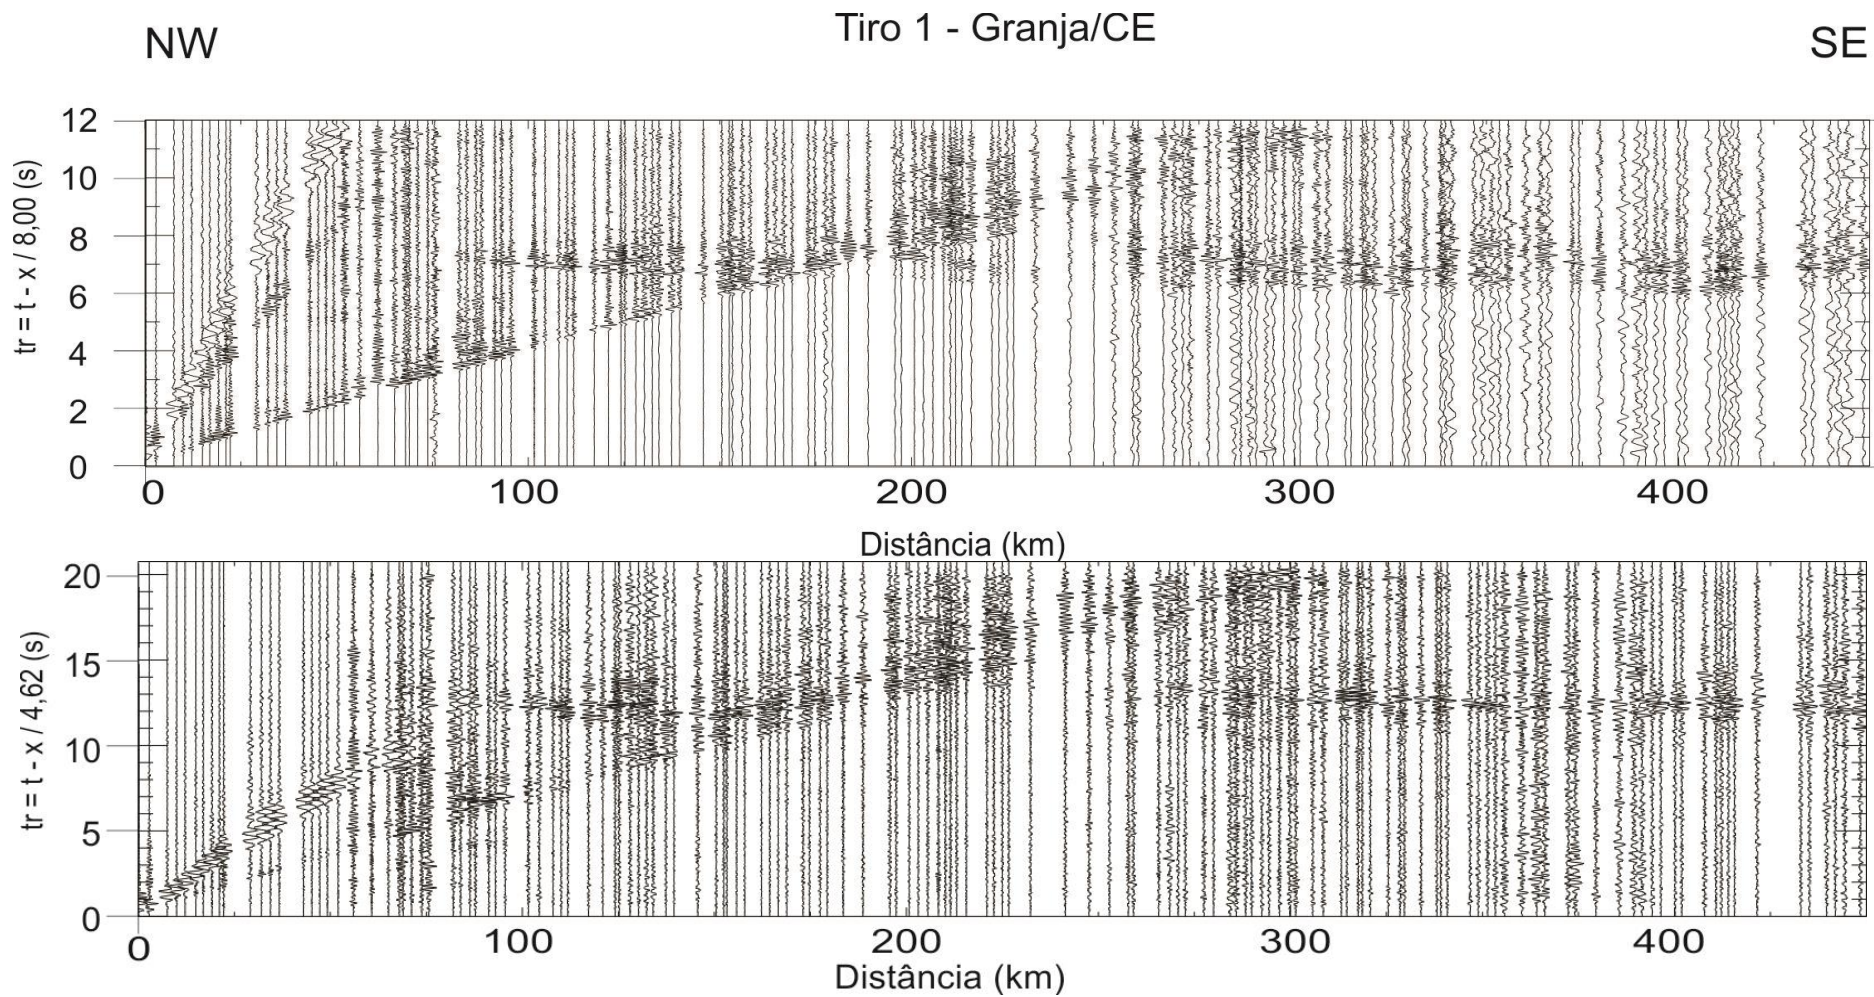 Tiro 1 - Granja/CE
NW
SE
12
10
8
6
4
2
0
tr = t - x / 8,00 (s)
0 100 200 300 400
Distância (km)
20
15
10
5
0
tr = t - x / 4,62 (s)
0 100 200 300 400
Distância (km)